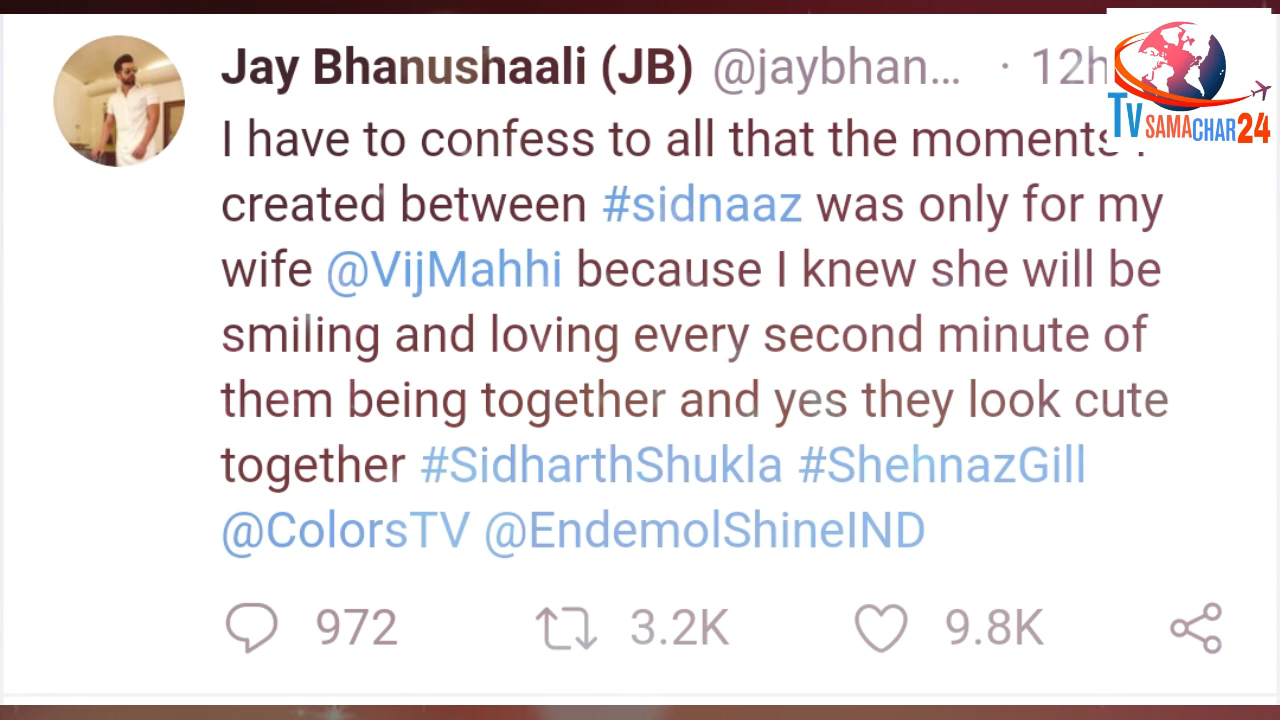 Jay Bhanushaali (JB) @jaybhan... · 12h
TV SAMACHAR24
I have to confess to all that the moments
created between #sidnaaz was only for my
wife @VijMahhi because I knew she will be
smiling and loving every second minute of
them being together and yes they look cute
together #SidharthShukla #ShehnazGill
@ColorsTV @EndemolShineIND
972 3.2K 9.8K